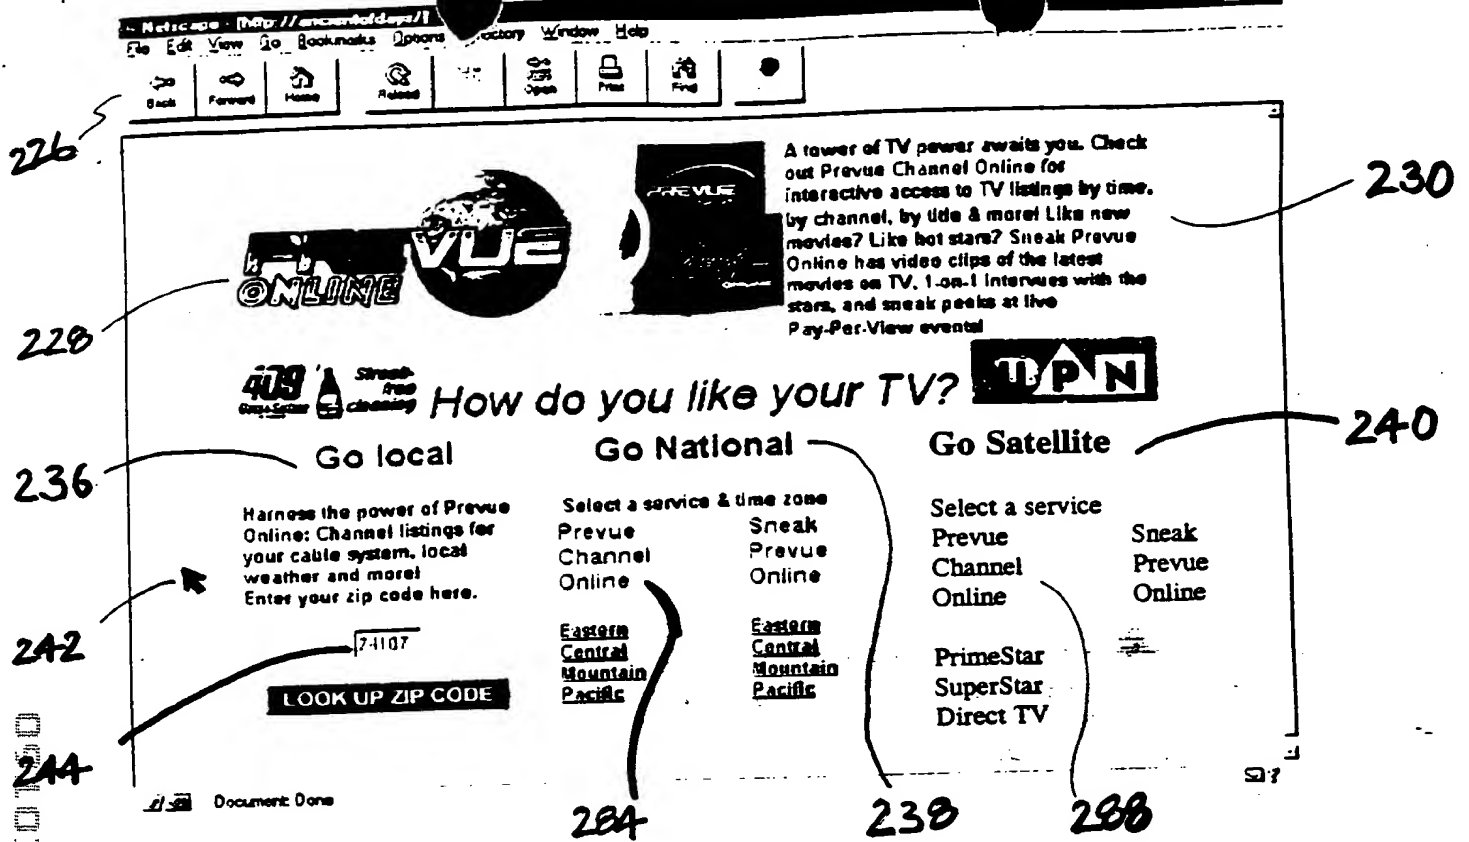 Netscape - [http://ancientofdays/]
File Edit View Go Bookmarks Options Directory Window Help
Back Forward Home Reload Open Print Find
226
A tower of TV power awaits you. Check
out Prevue Channel Online for
interactive access to TV listings by time,
by channel, by title & more! Like new
movies? Like hot stars? Sneak Prevue
Online has video clips of the latest
movies on TV, 1-on-1 Intervues with the
stars, and sneak peeks at live
Pay-Per-View events!
230
PREVUE
VUE
ONLINE
228
409
Street-
free
cleaning
How do you like your TV?
UPN
Go local
Go National
Go Satellite
240
236
Harness the power of Prevue
Online: Channel listings for
your cable system, local
weather and more!
Enter your zip code here.
242
244
LOOK UP ZIP CODE
Select a service & time zone
Prevue
Channel
Online
Eastern
Central
Mountain
Pacific
Sneak
Prevue
Online
Eastern
Central
Mountain
Pacific
Select a service
Prevue
Channel
Online
Sneak
Prevue
Online
PrimeStar
SuperStar
Direct TV
Document: Done
284
238
288